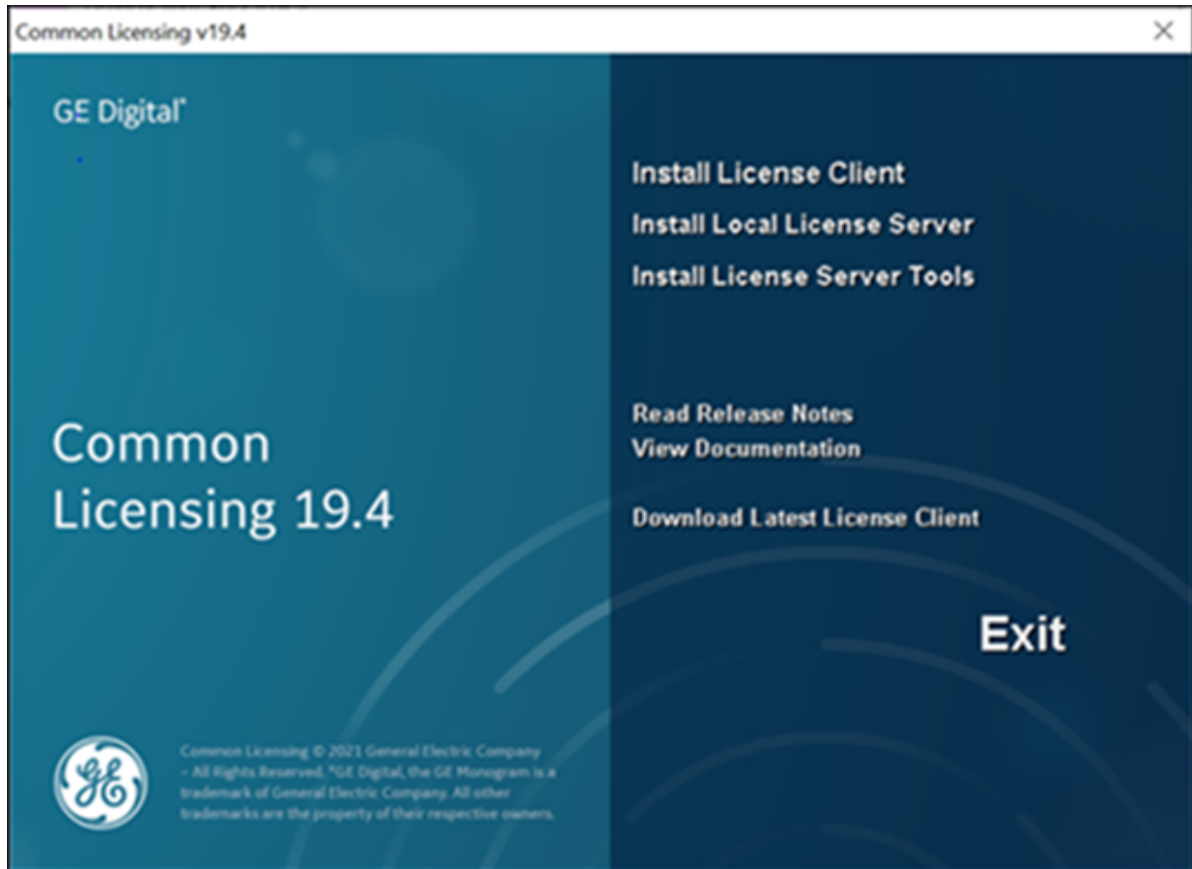 Common Licensing v19.4
GE Digital*
Install License Client
Install Local License Server
Install License Server Tools
Read Release Notes
View Documentation
Download Latest License Client
Common
Licensing 19.4
Exit
GE
Common Licensing © 2021 General Electric Company
– All Rights Reserved. *GE Digital, the GE Monogram is a
trademark of General Electric Company. All other
trademarks are the property of their respective owners.